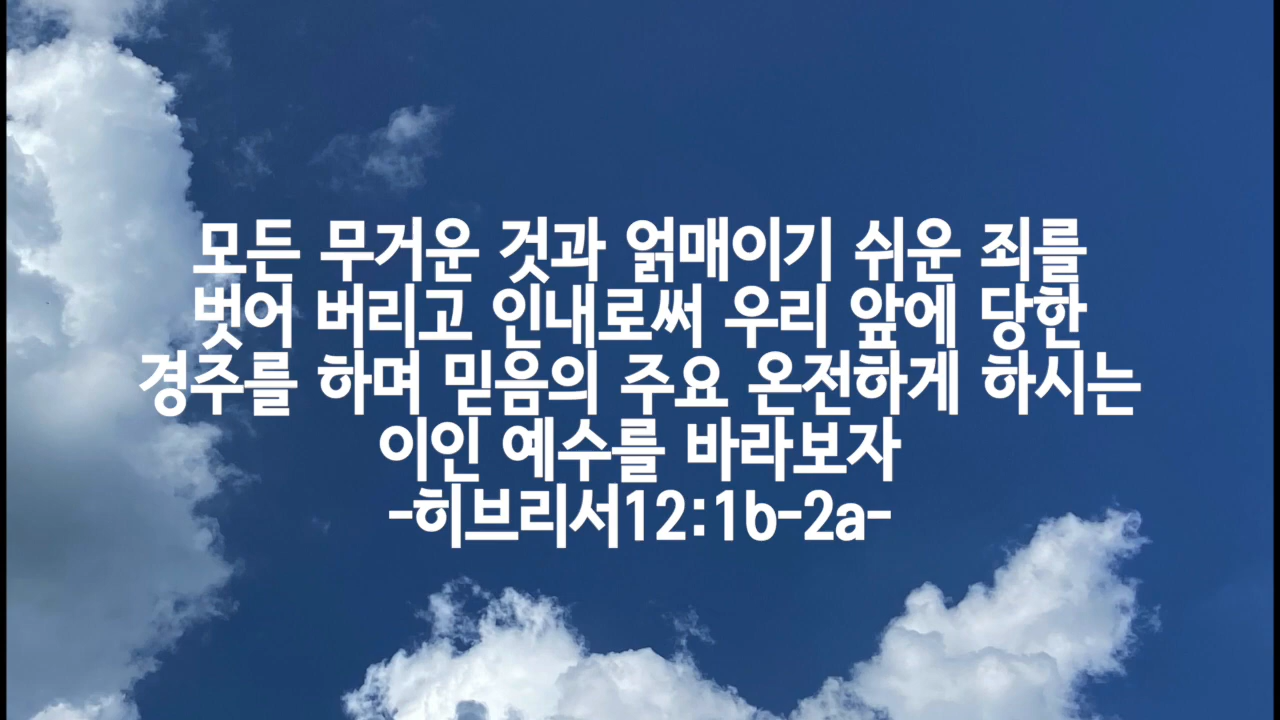 모든 무거운 것과 얽매이기 쉬운 죄를
벗어 버리고 인내로써 우리 앞에 당한
경주를 하며 믿음의 주요 온전하게 하시는
이인 예수를 바라보자
-히브리서12:1b-2a-